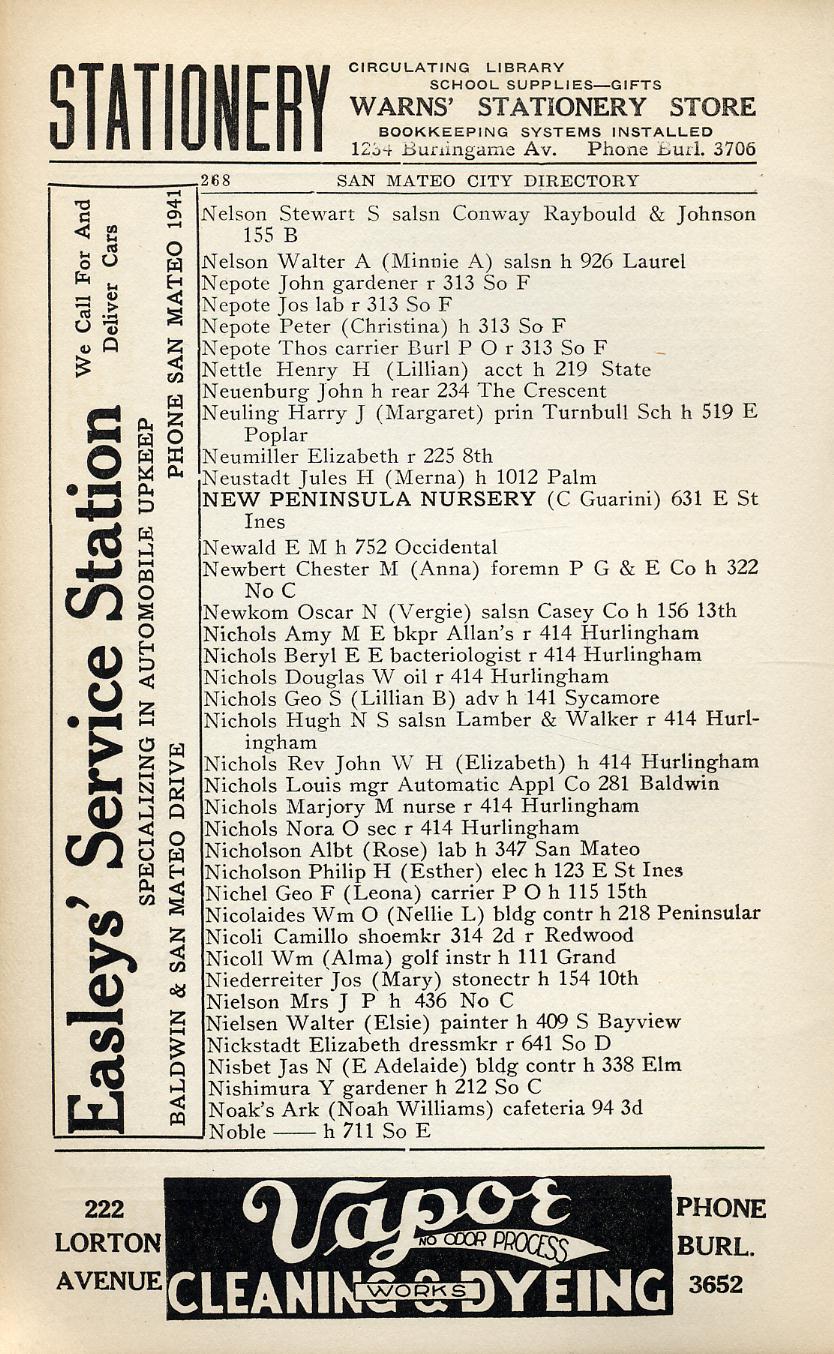 STATIONERY
CIRCULATING LIBRARY
SCHOOL SUPPLIES—GIFTS
WARNS' STATIONERY STORE
BOOKKEEPING SYSTEMS INSTALLED
1234 Burlingame Av. Phone Burl. 3706
268 SAN MATEO CITY DIRECTORY
Easleys' Service Station
We Call For And
Deliver Cars
SPECIALIZING IN AUTOMOBILE UPKEEP
BALDWIN & SAN MATEO DRIVE PHONE SAN MATEO 1941
Nelson Stewart S salsn Conway Raybould & Johnson
155 B
Nelson Walter A (Minnie A) salsn h 926 Laurel
Nepote John gardener r 313 So F
Nepote Jos lab r 313 So F
Nepote Peter (Christina) h 313 So F
Nepote Thos carrier Burl P O r 313 So F
Nettle Henry H (Lillian) acct h 219 State
Neuenburg John h rear 234 The Crescent
Neuling Harry J (Margaret) prin Turnbull Sch h 519 E
Poplar
Neumiller Elizabeth r 225 8th
Neustadt Jules H (Merna) h 1012 Palm
NEW PENINSULA NURSERY (C Guarini) 631 E St
Ines
Newald E M h 752 Occidental
Newbert Chester M (Anna) foremn P G & E Co h 322
No C
Newkom Oscar N (Vergie) salsn Casey Co h 156 13th
Nichols Amy M E bkpr Allan's r 414 Hurlingham
Nichols Beryl E E bacteriologist r 414 Hurlingham
Nichols Douglas W oil r 414 Hurlingham
Nichols Geo S (Lillian B) adv h 141 Sycamore
Nichols Hugh N S salsn Lamber & Walker r 414 Hurl-
ingham
Nichols Rev John W H (Elizabeth) h 414 Hurlingham
Nichols Louis mgr Automatic Appl Co 281 Baldwin
Nichols Marjory M nurse r 414 Hurlingham
Nichols Nora O sec r 414 Hurlingham
Nicholson Albt (Rose) lab h 347 San Mateo
Nicholson Philip H (Esther) elec h 123 E St Ines
Nichel Geo F (Leona) carrier P O h 115 15th
Nicolaides Wm O (Nellie L) bldg contr h 218 Peninsular
Nicoli Camillo shoemkr 314 2d r Redwood
Nicoll Wm (Alma) golf instr h 111 Grand
Niederreiter Jos (Mary) stonectr h 154 10th
Nielson Mrs J P h 436 No C
Nielsen Walter (Elsie) painter h 409 S Bayview
Nickstadt Elizabeth dressmkr r 641 So D
Nisbet Jas N (E Adelaide) bldg contr h 338 Elm
Nishimura Y gardener h 212 So C
Noak's Ark (Noah Williams) cafeteria 94 3d
Noble —— h 711 So E
222
LORTON
AVENUE
Vapor
NO ODOR PROCESS
CLEANING & DYEING
WORKS
PHONE
BURL.
3652